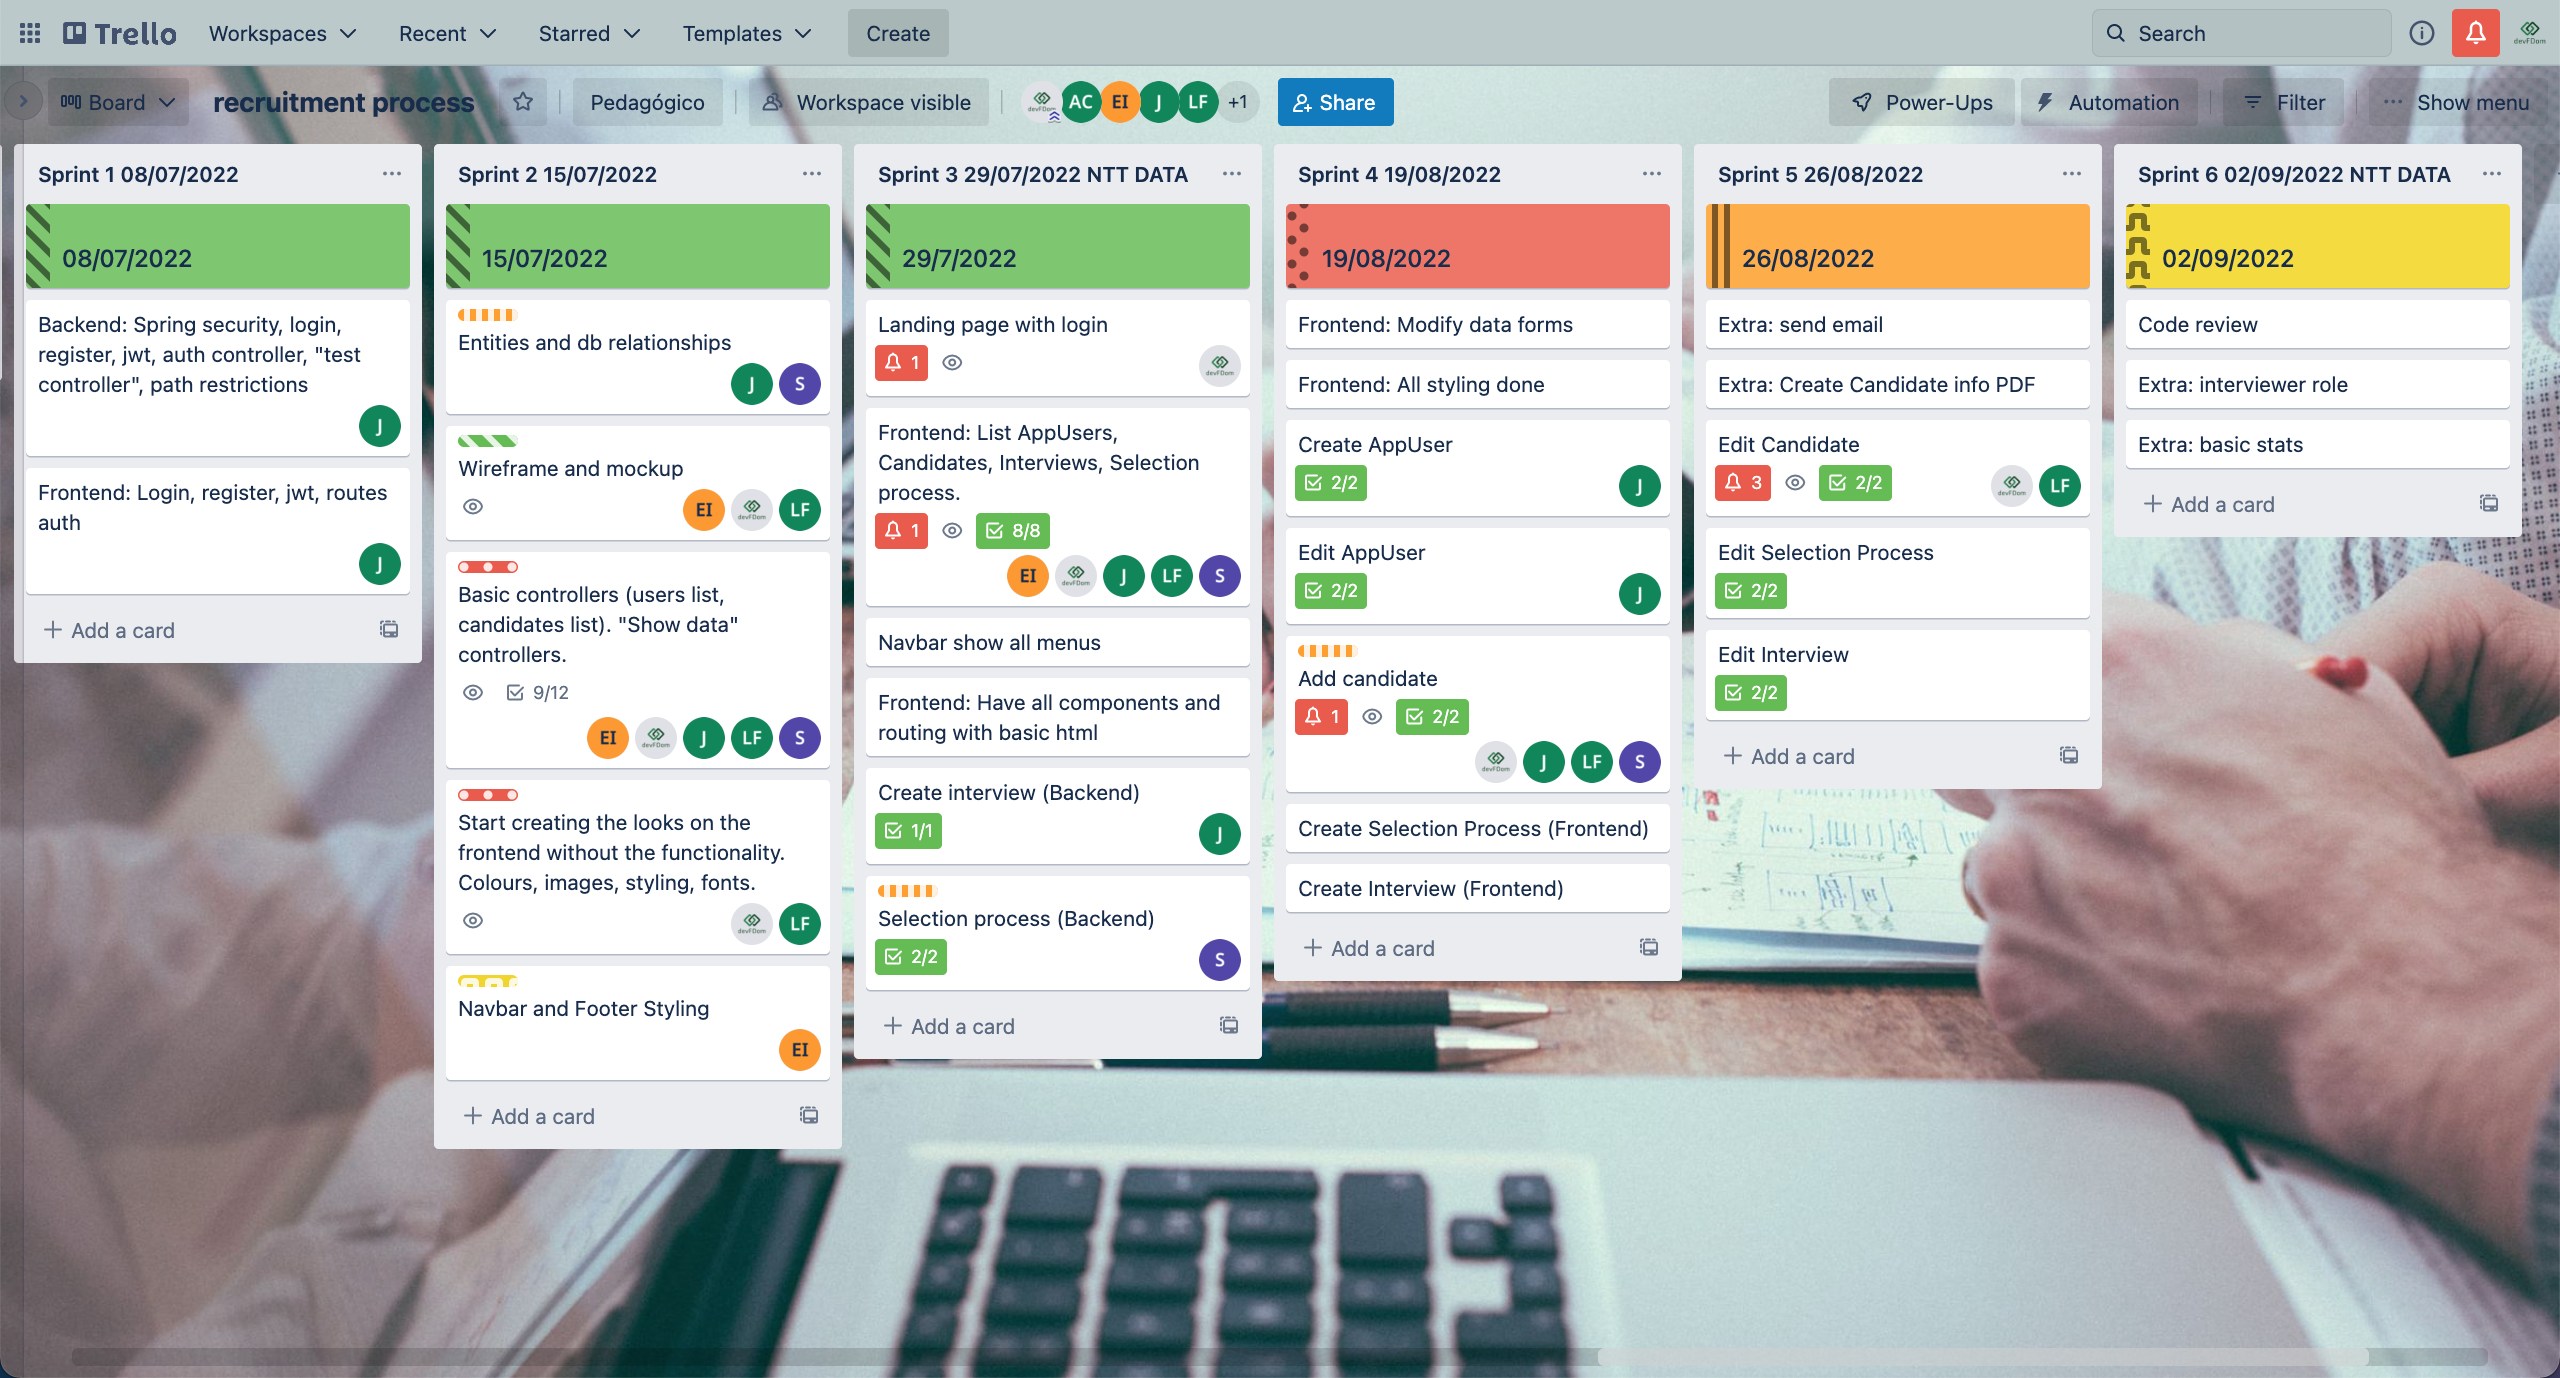 Trello
Workspaces
Recent
Starred
Templates
Create
Search
devFDom
Board
recruitment process
Pedagógico
Workspace visible
devFDom
AC
EI
J
LF
+1
Share
Power-Ups
Automation
Filter
Show menu
Sprint 1 08/07/2022
08/07/2022
Backend: Spring security, login,
register, jwt, auth controller, "test
controller", path restrictions
J
Frontend: Login, register, jwt, routes
auth
J
Add a card
Sprint 2 15/07/2022
15/07/2022
Entities and db relationships
J
S
Wireframe and mockup
EI
devFDom
LF
Basic controllers (users list,
candidates list). "Show data"
controllers.
9/12
EI
devFDom
J
LF
S
Start creating the looks on the
frontend without the functionality.
Colours, images, styling, fonts.
devFDom
LF
Navbar and Footer Styling
EI
Add a card
Sprint 3 29/07/2022 NTT DATA
29/7/2022
Landing page with login
1
devFDom
Frontend: List AppUsers,
Candidates, Interviews, Selection
process.
1
8/8
EI
devFDom
J
LF
S
Navbar show all menus
Frontend: Have all components and
routing with basic html
Create interview (Backend)
1/1
J
Selection process (Backend)
2/2
S
Add a card
Sprint 4 19/08/2022
19/08/2022
Frontend: Modify data forms
Frontend: All styling done
Create AppUser
2/2
J
Edit AppUser
2/2
J
Add candidate
1
2/2
devFDom
J
LF
S
Create Selection Process (Frontend)
Create Interview (Frontend)
Add a card
Sprint 5 26/08/2022
26/08/2022
Extra: send email
Extra: Create Candidate info PDF
Edit Candidate
3
2/2
devFDom
LF
Edit Selection Process
2/2
Edit Interview
2/2
Add a card
Sprint 6 02/09/2022 NTT DATA
02/09/2022
Code review
Extra: interviewer role
Extra: basic stats
Add a card